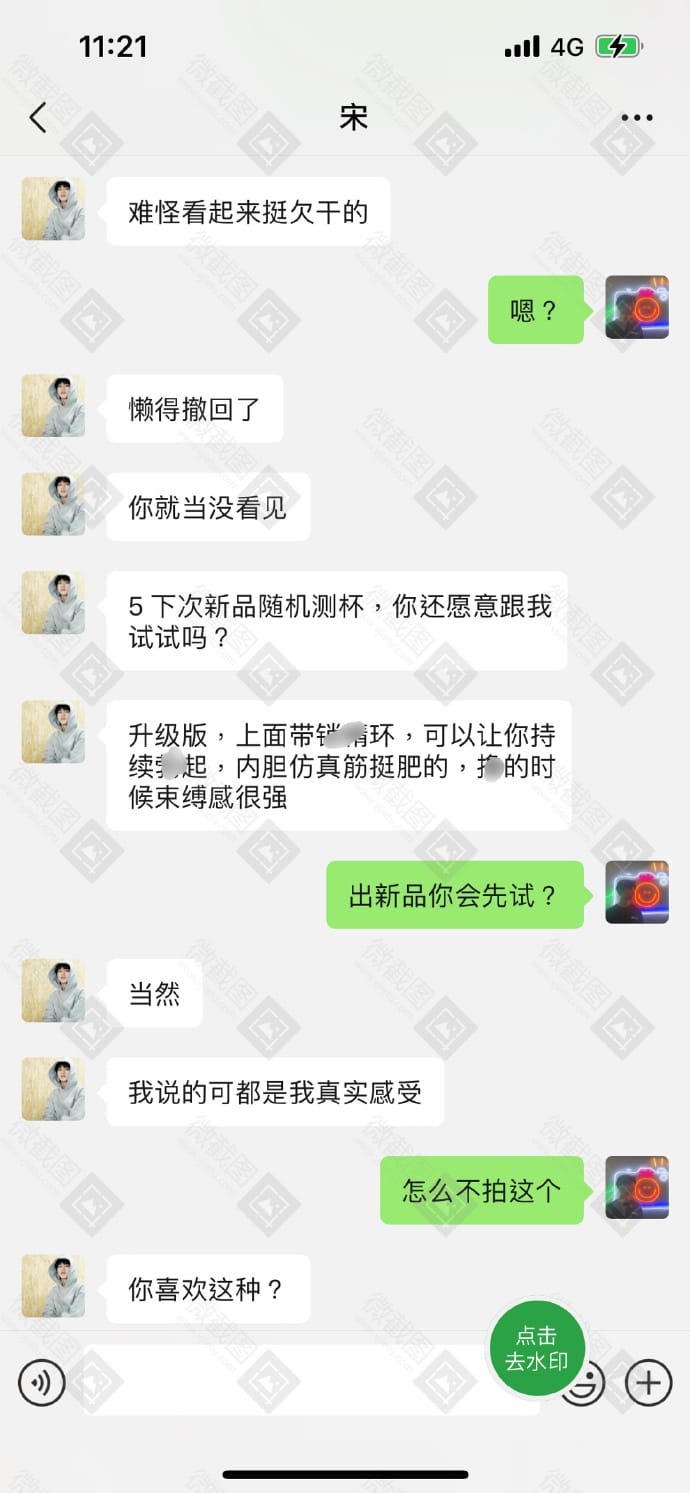 11:21
4G
宋
难怪看起来挺欠干的
嗯？
懒得撤回了
你就当没看见
5 下次新品随机测杯，你还愿意跟我
试试吗？
升级版，上面带锁精环，可以让你持
续勃起，内胆仿真筋挺肥的，撸的时
候束缚感很强
出新品你会先试？
当然
我说的可都是我真实感受
怎么不拍这个
你喜欢这种？
点击
去水印
微截图